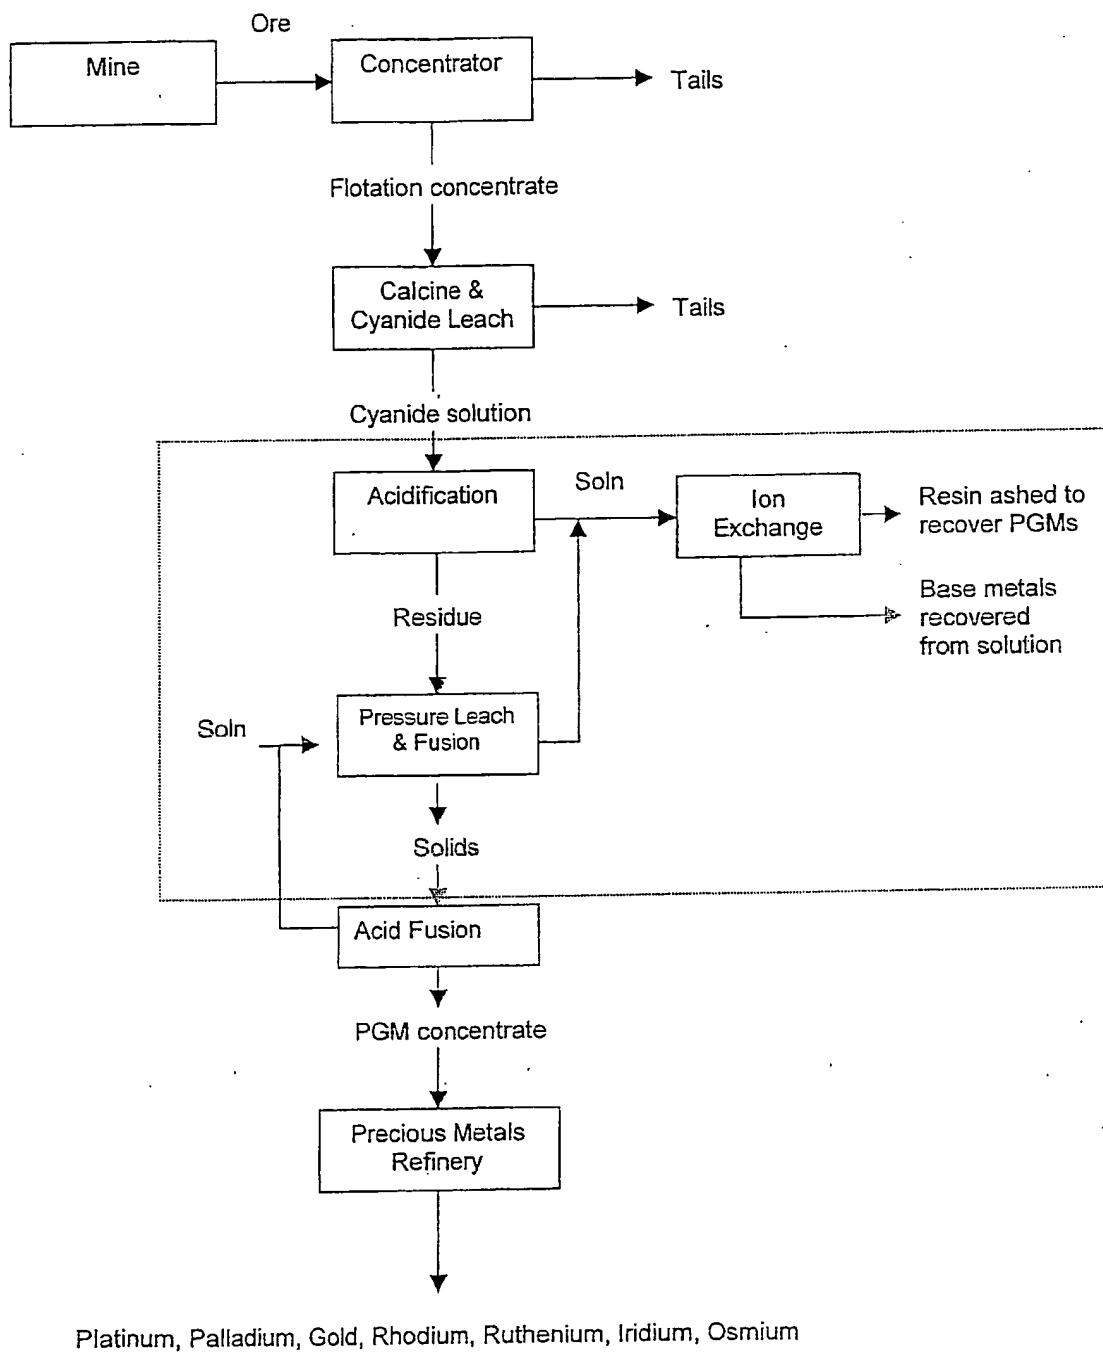 Ore
Mine
Concentrator
Tails
Flotation concentrate
Calcine &
Cyanide Leach
Tails
Cyanide solution
Acidification
Soln
Ion
Exchange
Resin ashed to
recover PGMs
Base metals
recovered
from solution
Residue
Pressure Leach
& Fusion
Soln
Solids
Acid Fusion
PGM concentrate
Precious Metals
Refinery
Platinum, Palladium, Gold, Rhodium, Ruthenium, Iridium, Osmium